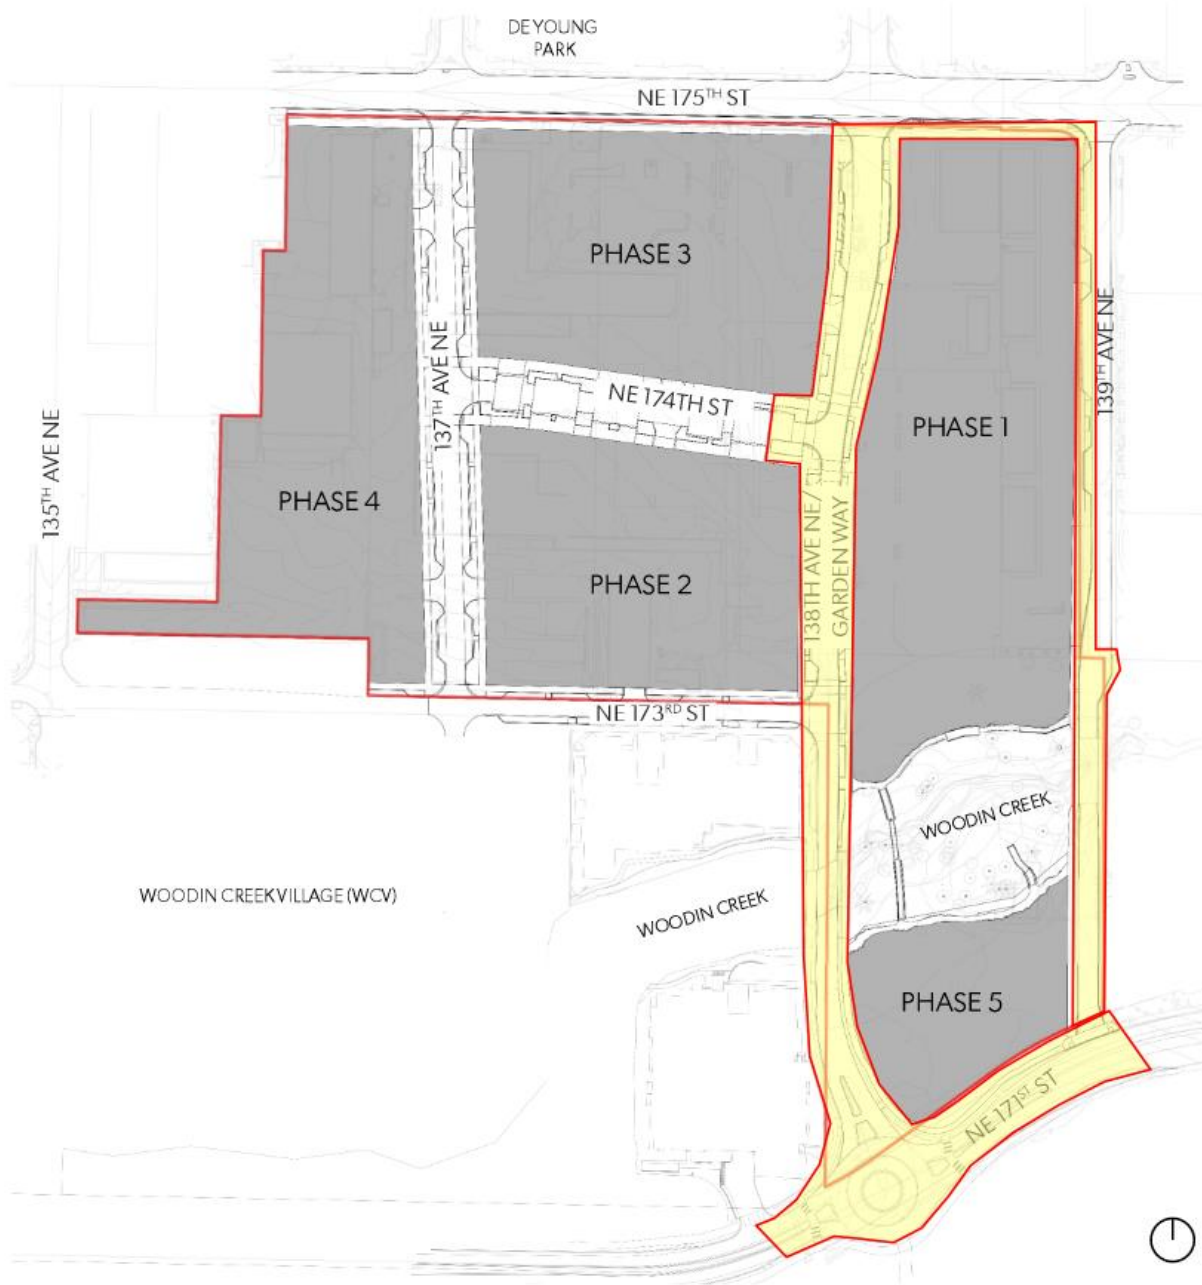 DEYOUNG
PARK
NE 175TH ST
PHASE 3
137TH AVE NE
139TH AVE NE
NE 174TH ST
PHASE 1
135TH AVE NE
PHASE 4
138TH AVE NE/
GARDEN WAY
PHASE 2
NE 173RD ST
WOODIN CREEK
WOODIN CREEK VILLAGE (WCV)
WOODIN CREEK
PHASE 5
NE 171ST ST